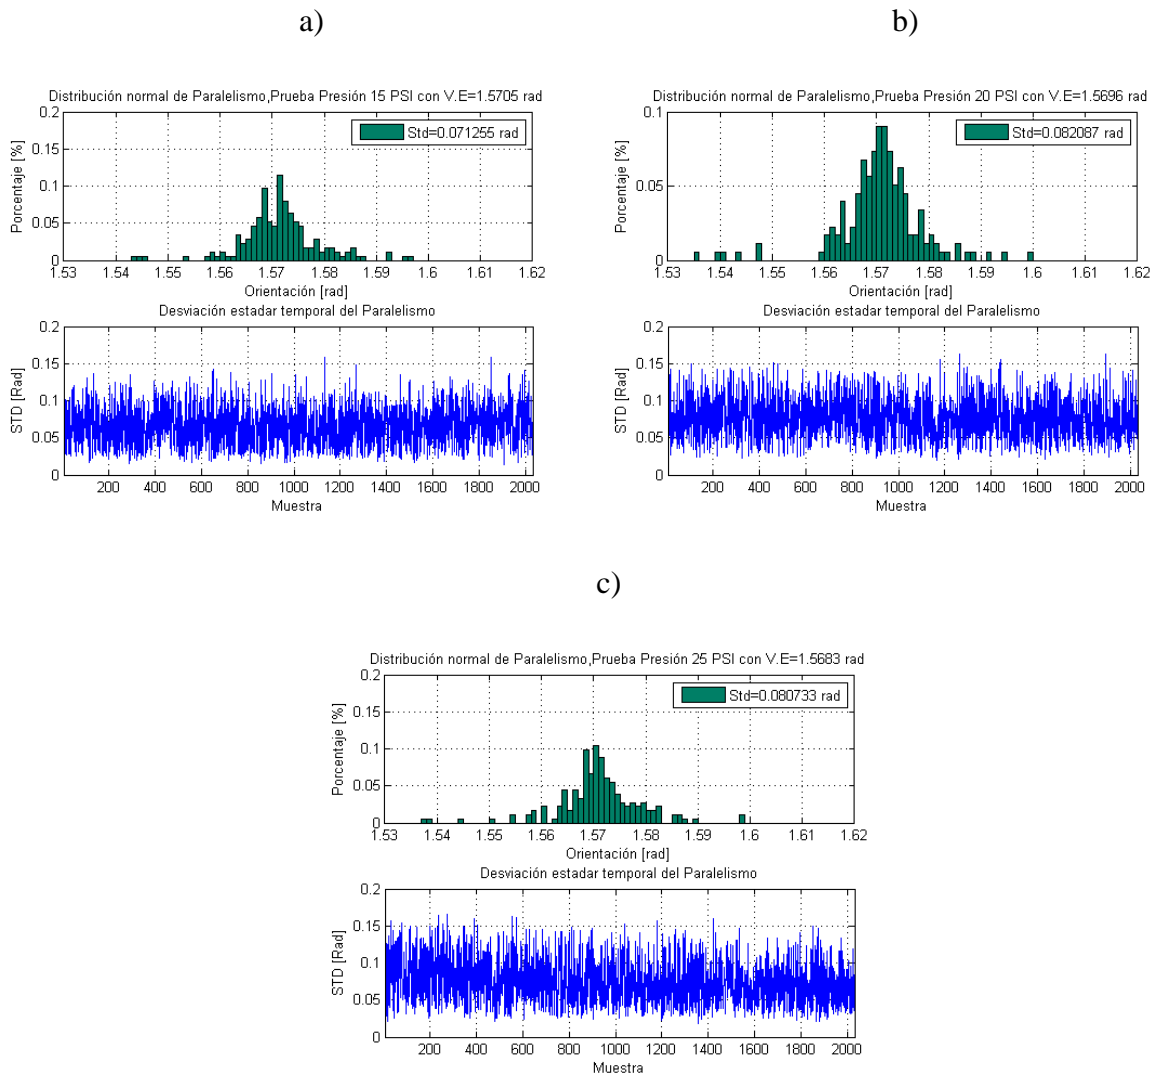 a)
Distribución normal de Paralelismo,Prueba Presión 15 PSI con V.E=1.5705 rad
Std=0.071255 rad
Porcentaje [%]
0.2
0.15
0.1
0.05
0
1.53 1.54 1.55 1.56 1.57 1.58 1.59 1.6 1.61 1.62
Orientación [rad]
Desviación estadar temporal del Paralelismo
STD [Rad]
0.2
0.15
0.1
0.05
0
200 400 600 800 1000 1200 1400 1600 1800 2000
Muestra
b)
Distribución normal de Paralelismo,Prueba Presión 20 PSI con V.E=1.5696 rad
Std=0.082087 rad
Porcentaje [%]
0.1
0.05
0
1.53 1.54 1.55 1.56 1.57 1.58 1.59 1.6 1.61 1.62
Orientación [rad]
Desviación estadar temporal del Paralelismo
STD [Rad]
0.2
0.15
0.1
0.05
0
200 400 600 800 1000 1200 1400 1600 1800 2000
Muestra
c)
Distribución normal de Paralelismo,Prueba Presión 25 PSI con V.E=1.5683 rad
Std=0.080733 rad
Porcentaje [%]
0.2
0.15
0.1
0.05
0
1.53 1.54 1.55 1.56 1.57 1.58 1.59 1.6 1.61 1.62
Orientación [rad]
Desviación estadar temporal del Paralelismo
STD [Rad]
0.2
0.15
0.1
0.05
0
200 400 600 800 1000 1200 1400 1600 1800 2000
Muestra